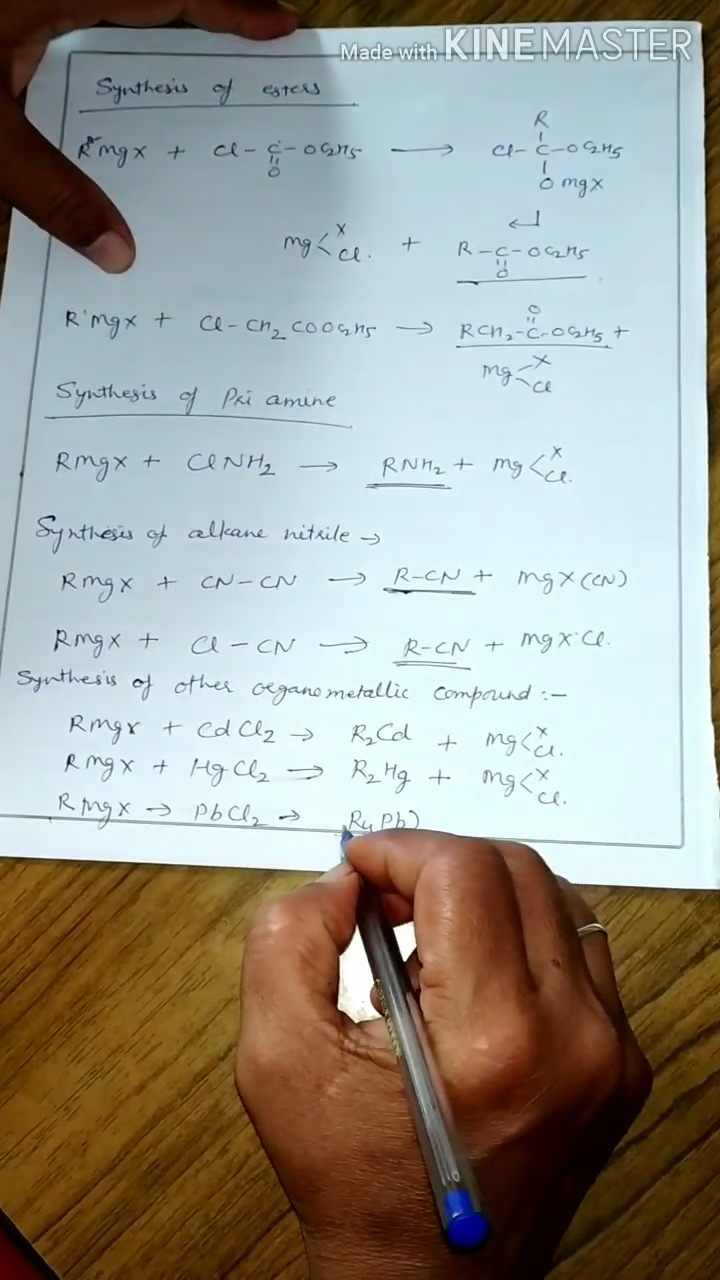 Made with KINEMASTER
Synthesis of esters
R
R mgx + Cl - C - OC2H5 → Cl - C - OC2H5
O
O mgX
mg < X Cl. + R - C - OC2H5
O
O
R'mgx + Cl - CH2 COOC2H5 → RCH2 - C - OC2H5 +
mg < X Cl
Synthesis of Pri amine
Rmgx + ClNH2 → RNH2 + mg < X Cl.
Synthesis of alkane nitrile →
Rmgx + CN - CN → R-CN + mgx (CN)
Rmgx + Cl - CN → R-CN + mgx Cl.
Synthesis of other organometallic compound :-
Rmgx + CdCl2 → R2Cd + mg < X Cl.
Rmgx + HgCl2 → R2Hg + mg < X Cl.
Rmgx → PbCl2 → R4Pb)